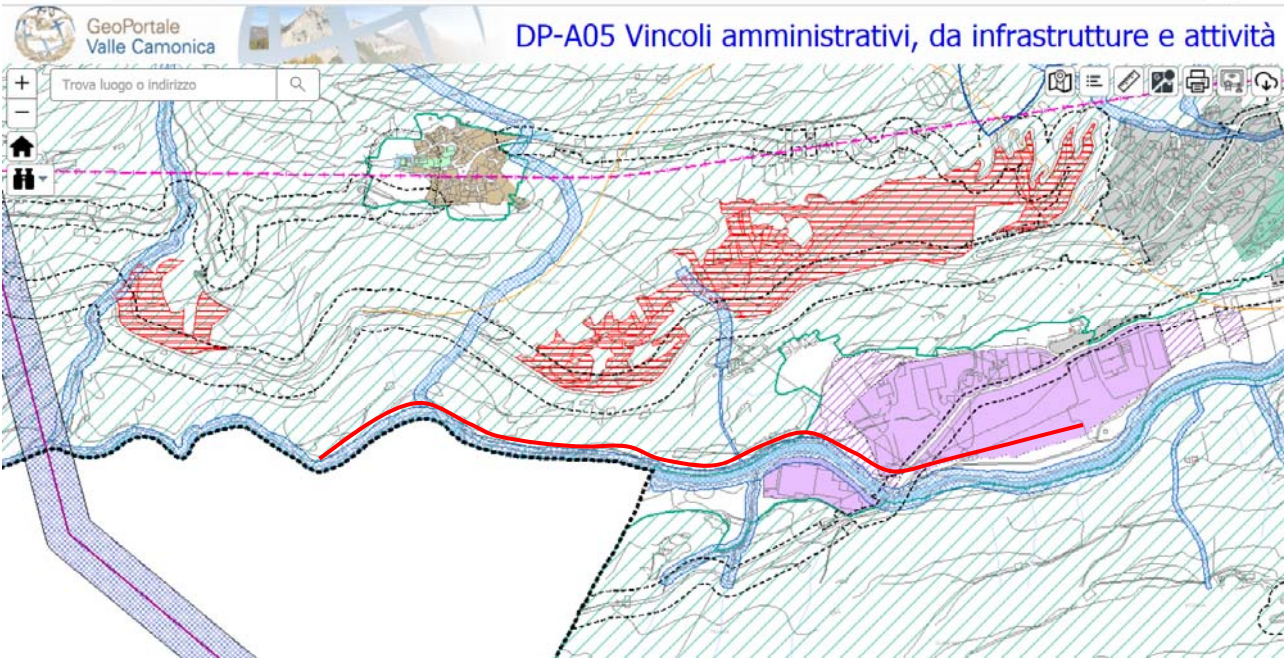 GeoPortale
Valle Camonica
DP-A05 Vincoli amministrativi, da infrastrutture e attività
Trova luogo o indirizzo